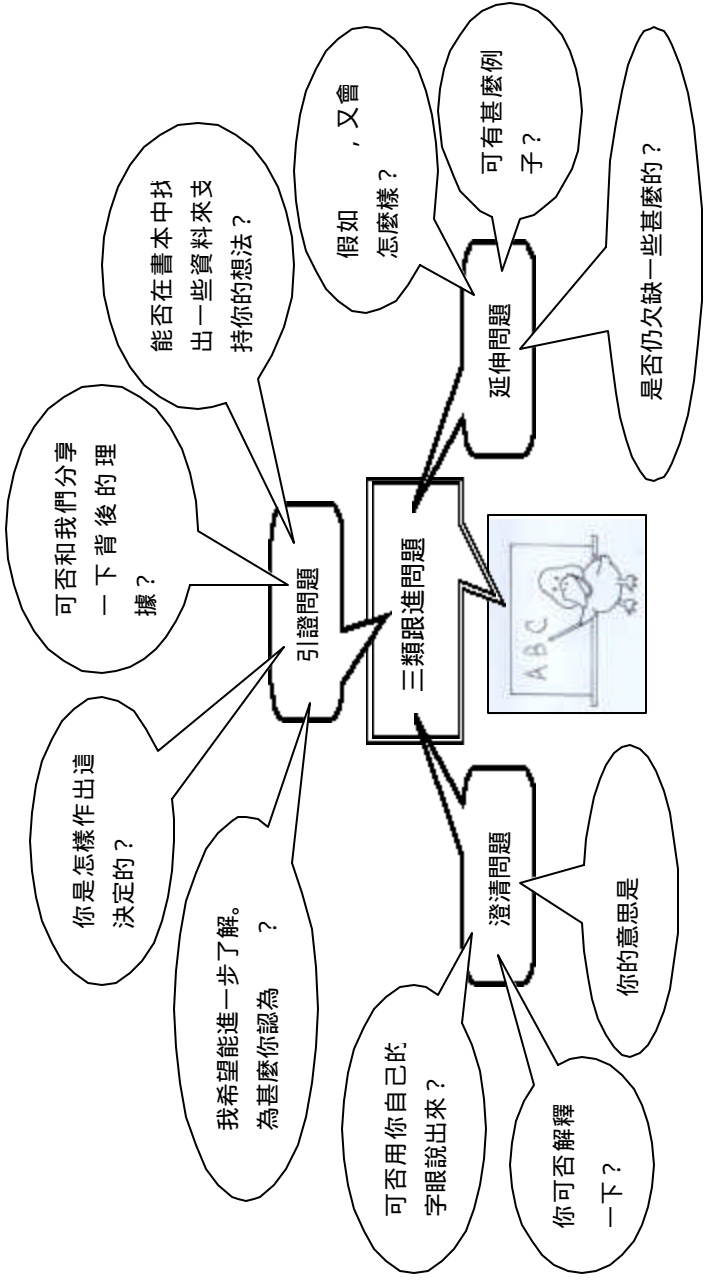 三類跟進問題
ABC
澄清問題
可否用你自己的
字眼說出來？
你可否解釋
一下？
你的意思是
引證問題
我希望能進一步了解。
為甚麼你認為　　？
你是怎樣作出這
決定的？
可否和我們分享
一下背後的理
據？
能否在書本中找
出一些資料來支
持你的想法？
延伸問題
假如　　，又會
怎麼樣？
可有甚麼例
子？
是否仍欠缺一些甚麼的？